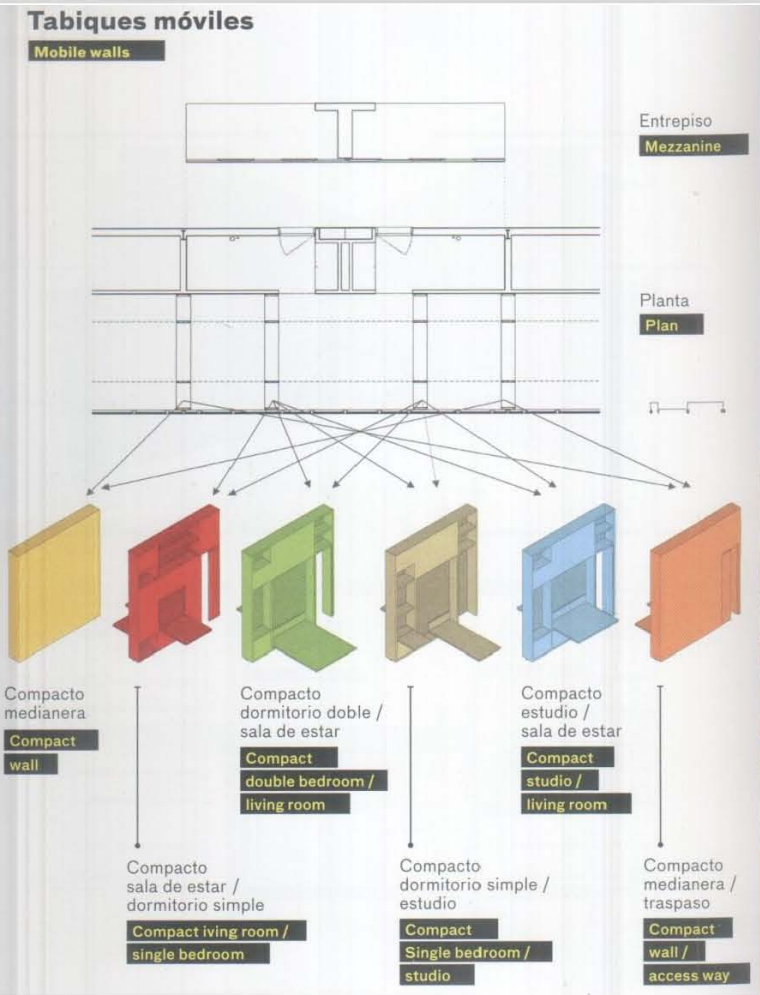 Tabiques móviles
Mobile walls
Entrepiso
Mezzanine
Planta
Plan
Compacto
medianera
Compact
wall
Compacto
dormitorio doble /
sala de estar
Compact
double bedroom /
living room
Compacto
estudio /
sala de estar
Compact
studio /
living room
Compacto
sala de estar /
dormitorio simple
Compact iving room /
single bedroom
Compacto
dormitorio simple /
estudio
Compact
Single bedroom /
studio
Compacto
medianera /
traspaso
Compact
wall /
access way